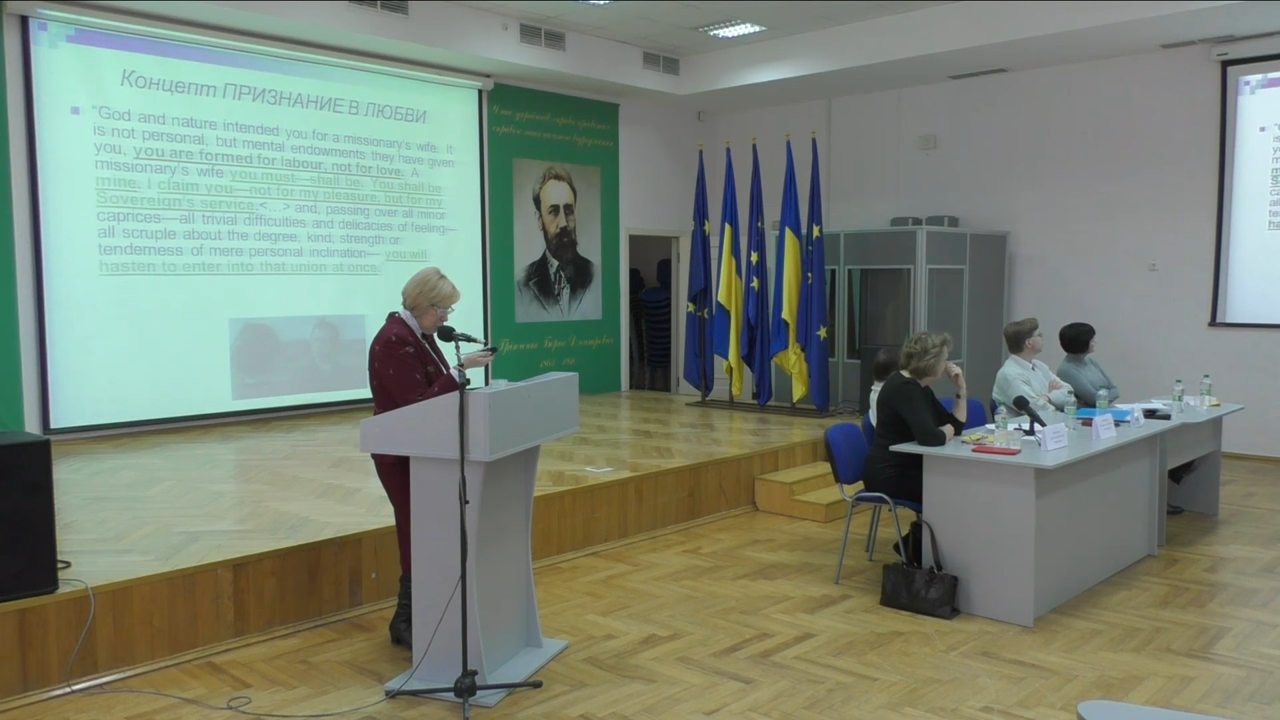 Концепт ПРИЗНАНИЕ В ЛЮБВИ
"God and nature intended you for a missionary's wife. It
is not personal, but mental endowments they have given
you, you are formed for labour, not for love. A
missionary's wife you must—shall be. You shall be
mine. I claim you—not for my pleasure, but for my
Sovereign's service.<...> and, passing over all minor
caprices—all trivial difficulties and delicacies of feeling—
all scruple about the degree, kind, strength or
tenderness of mere personal inclination— you will
hasten to enter into that union at once.
Грінченко Борис Дмитрович